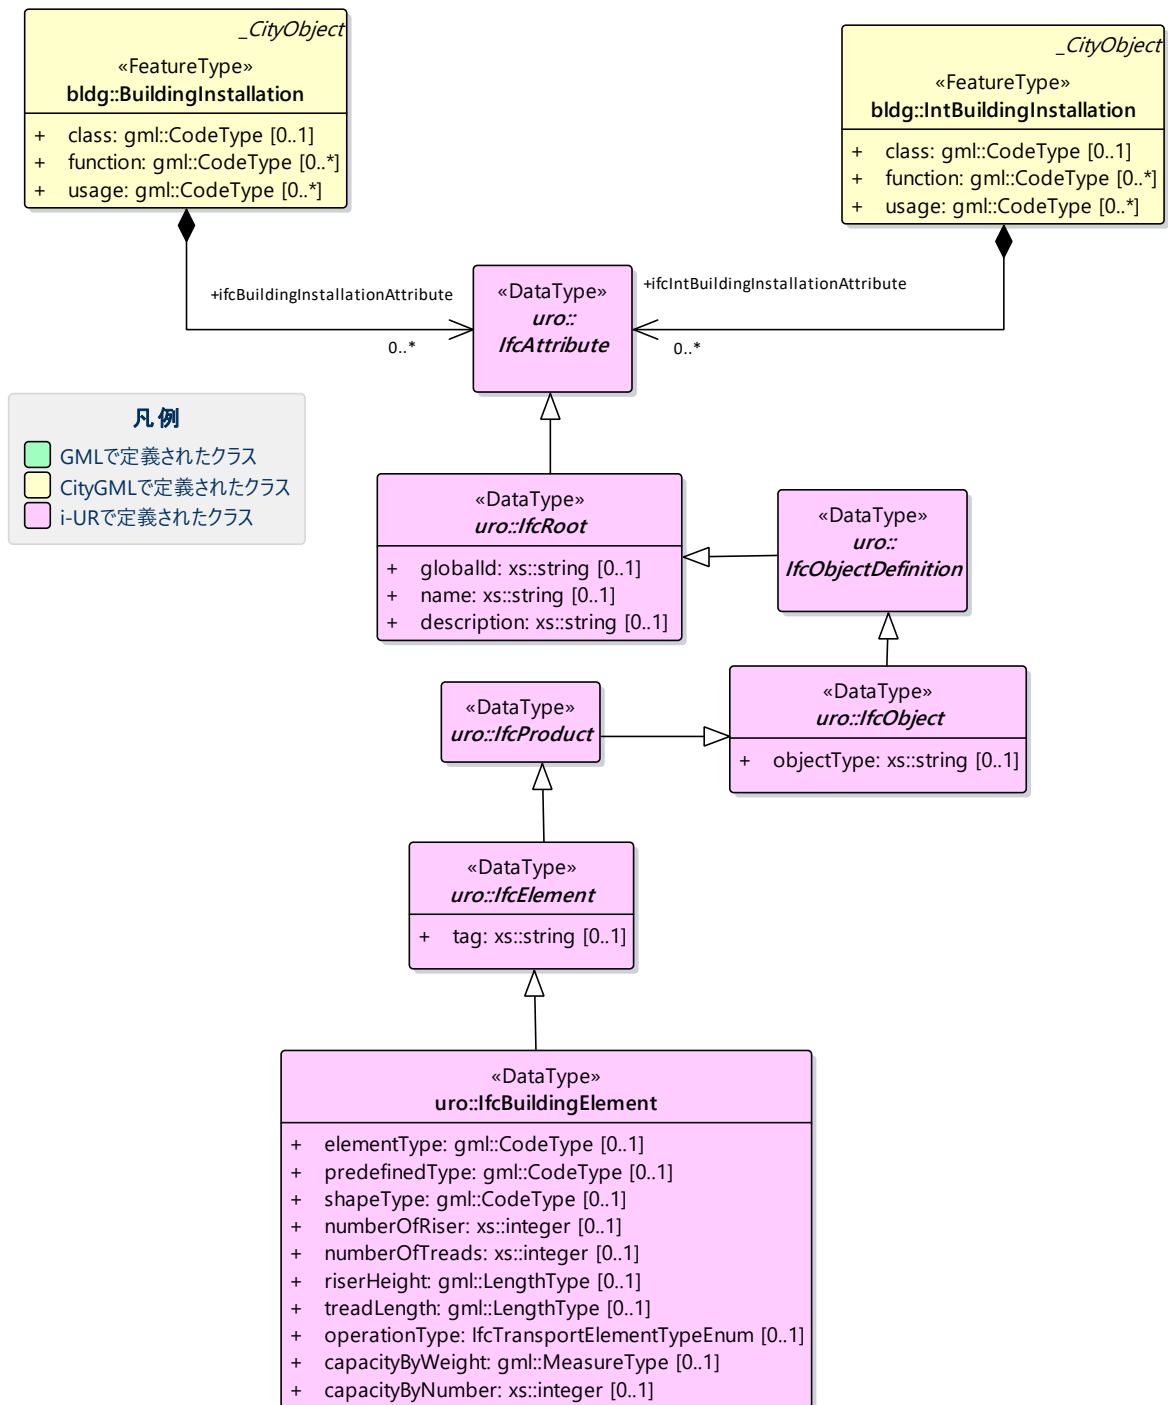 _CityObject
«FeatureType»
bldg::BuildingInstallation
+ class: gml::CodeType [0..1]
+ function: gml::CodeType [0..*]
+ usage: gml::CodeType [0..*]
_CityObject
«FeatureType»
bldg::IntBuildingInstallation
+ class: gml::CodeType [0..1]
+ function: gml::CodeType [0..*]
+ usage: gml::CodeType [0..*]
+ifcBuildingInstallationAttribute
0..*
«DataType»
uro::
IfcAttribute
+ifcIntBuildingInstallationAttribute
0..*
凡例
GMLで定義されたクラス
CityGMLで定義されたクラス
i-URで定義されたクラス
«DataType»
uro::IfcRoot
+ globalId: xs::string [0..1]
+ name: xs::string [0..1]
+ description: xs::string [0..1]
«DataType»
uro::
IfcObjectDefinition
«DataType»
uro::IfcProduct
«DataType»
uro::IfcObject
+ objectType: xs::string [0..1]
«DataType»
uro::IfcElement
+ tag: xs::string [0..1]
«DataType»
uro::IfcBuildingElement
+ elementType: gml::CodeType [0..1]
+ predefinedType: gml::CodeType [0..1]
+ shapeType: gml::CodeType [0..1]
+ numberOfRiser: xs::integer [0..1]
+ numberOfTreads: xs::integer [0..1]
+ riserHeight: gml::LengthType [0..1]
+ treadLength: gml::LengthType [0..1]
+ operationType: IfcTransportElementTypeEnum [0..1]
+ capacityByWeight: gml::MeasureType [0..1]
+ capacityByNumber: xs::integer [0..1]